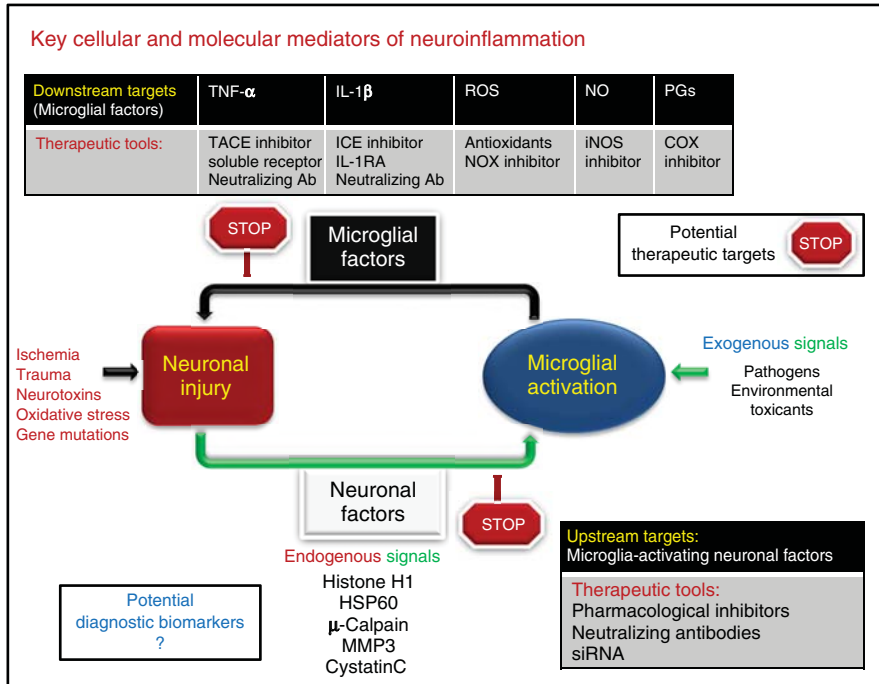 Key cellular and molecular mediators of neuroinflammation
Downstream targets
(Microglial factors)
TNF-α
IL-1β
ROS
NO
PGs
Therapeutic tools:
TACE inhibitor
soluble receptor
Neutralizing Ab
ICE inhibitor
IL-1RA
Neutralizing Ab
Antioxidants
NOX inhibitor
iNOS
inhibitor
COX
inhibitor
STOP
Microglial
factors
Potential
therapeutic targets
STOP
Ischemia
Trauma
Neurotoxins
Oxidative stress
Gene mutations
Neuronal
injury
Microglial
activation
Exogenous signals
Pathogens
Environmental
toxicants
Neuronal
factors
STOP
Endogenous signals
Histone H1
HSP60
μ-Calpain
MMP3
CystatinC
Upstream targets:
Microglia-activating neuronal factors
Therapeutic tools:
Pharmacological inhibitors
Neutralizing antibodies
siRNA
Potential
diagnostic biomarkers
?